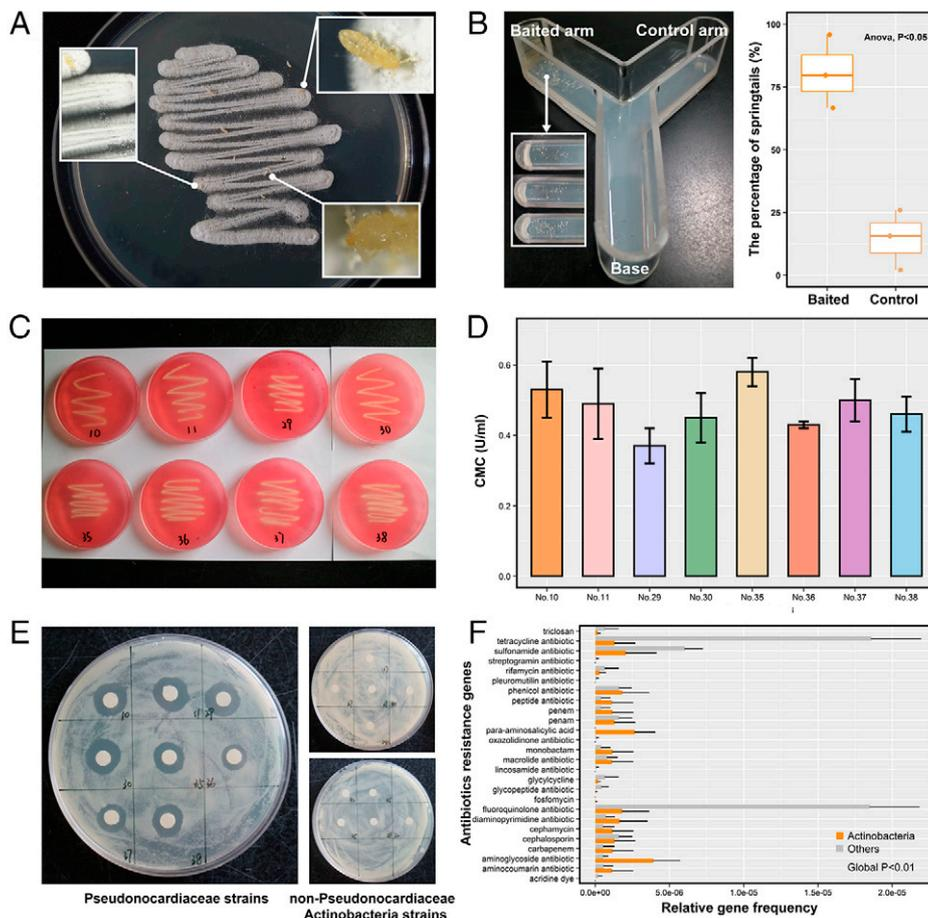 A
B
Baited arm
Control arm
Base
The percentage of springtails (%)
100
75
50
25
0
Anova, P<0.05
Baited
Control
C
10
11
29
30
35
36
37
38
D
CMC (U/ml)
0.6
0.4
0.2
0.0
No.10
No.11
No.29
No.30
No.35
No.36
No.37
No.38
E
10
30
37
38
Pseudonocardiaceae strains
non-Pseudonocardiaceae
Actinobacteria strains
F
Antibiotics resistance genes
triclosan
tetracycline antibiotic
sulfonamide antibiotic
streptogramin antibiotic
rifamycin antibiotic
pleuromutilin antibiotic
phenicol antibiotic
peptide antibiotic
penem
penam
para-aminosalicylic acid
oxazolidinone antibiotic
monobactam
macrolide antibiotic
lincosamide antibiotic
glycylcycline
glycopeptide antibiotic
fosfomycin
fluoroquinolone antibiotic
diaminopyrimidine antibiotic
cephamycin
cephalosporin
carbapenem
aminoglycoside antibiotic
aminocoumarin antibiotic
acridine dye
Actinobacteria
Others
Global P<0.01
0.0e+00
5.0e-06
1.0e-05
1.5e-05
2.0e-05
Relative gene frequency